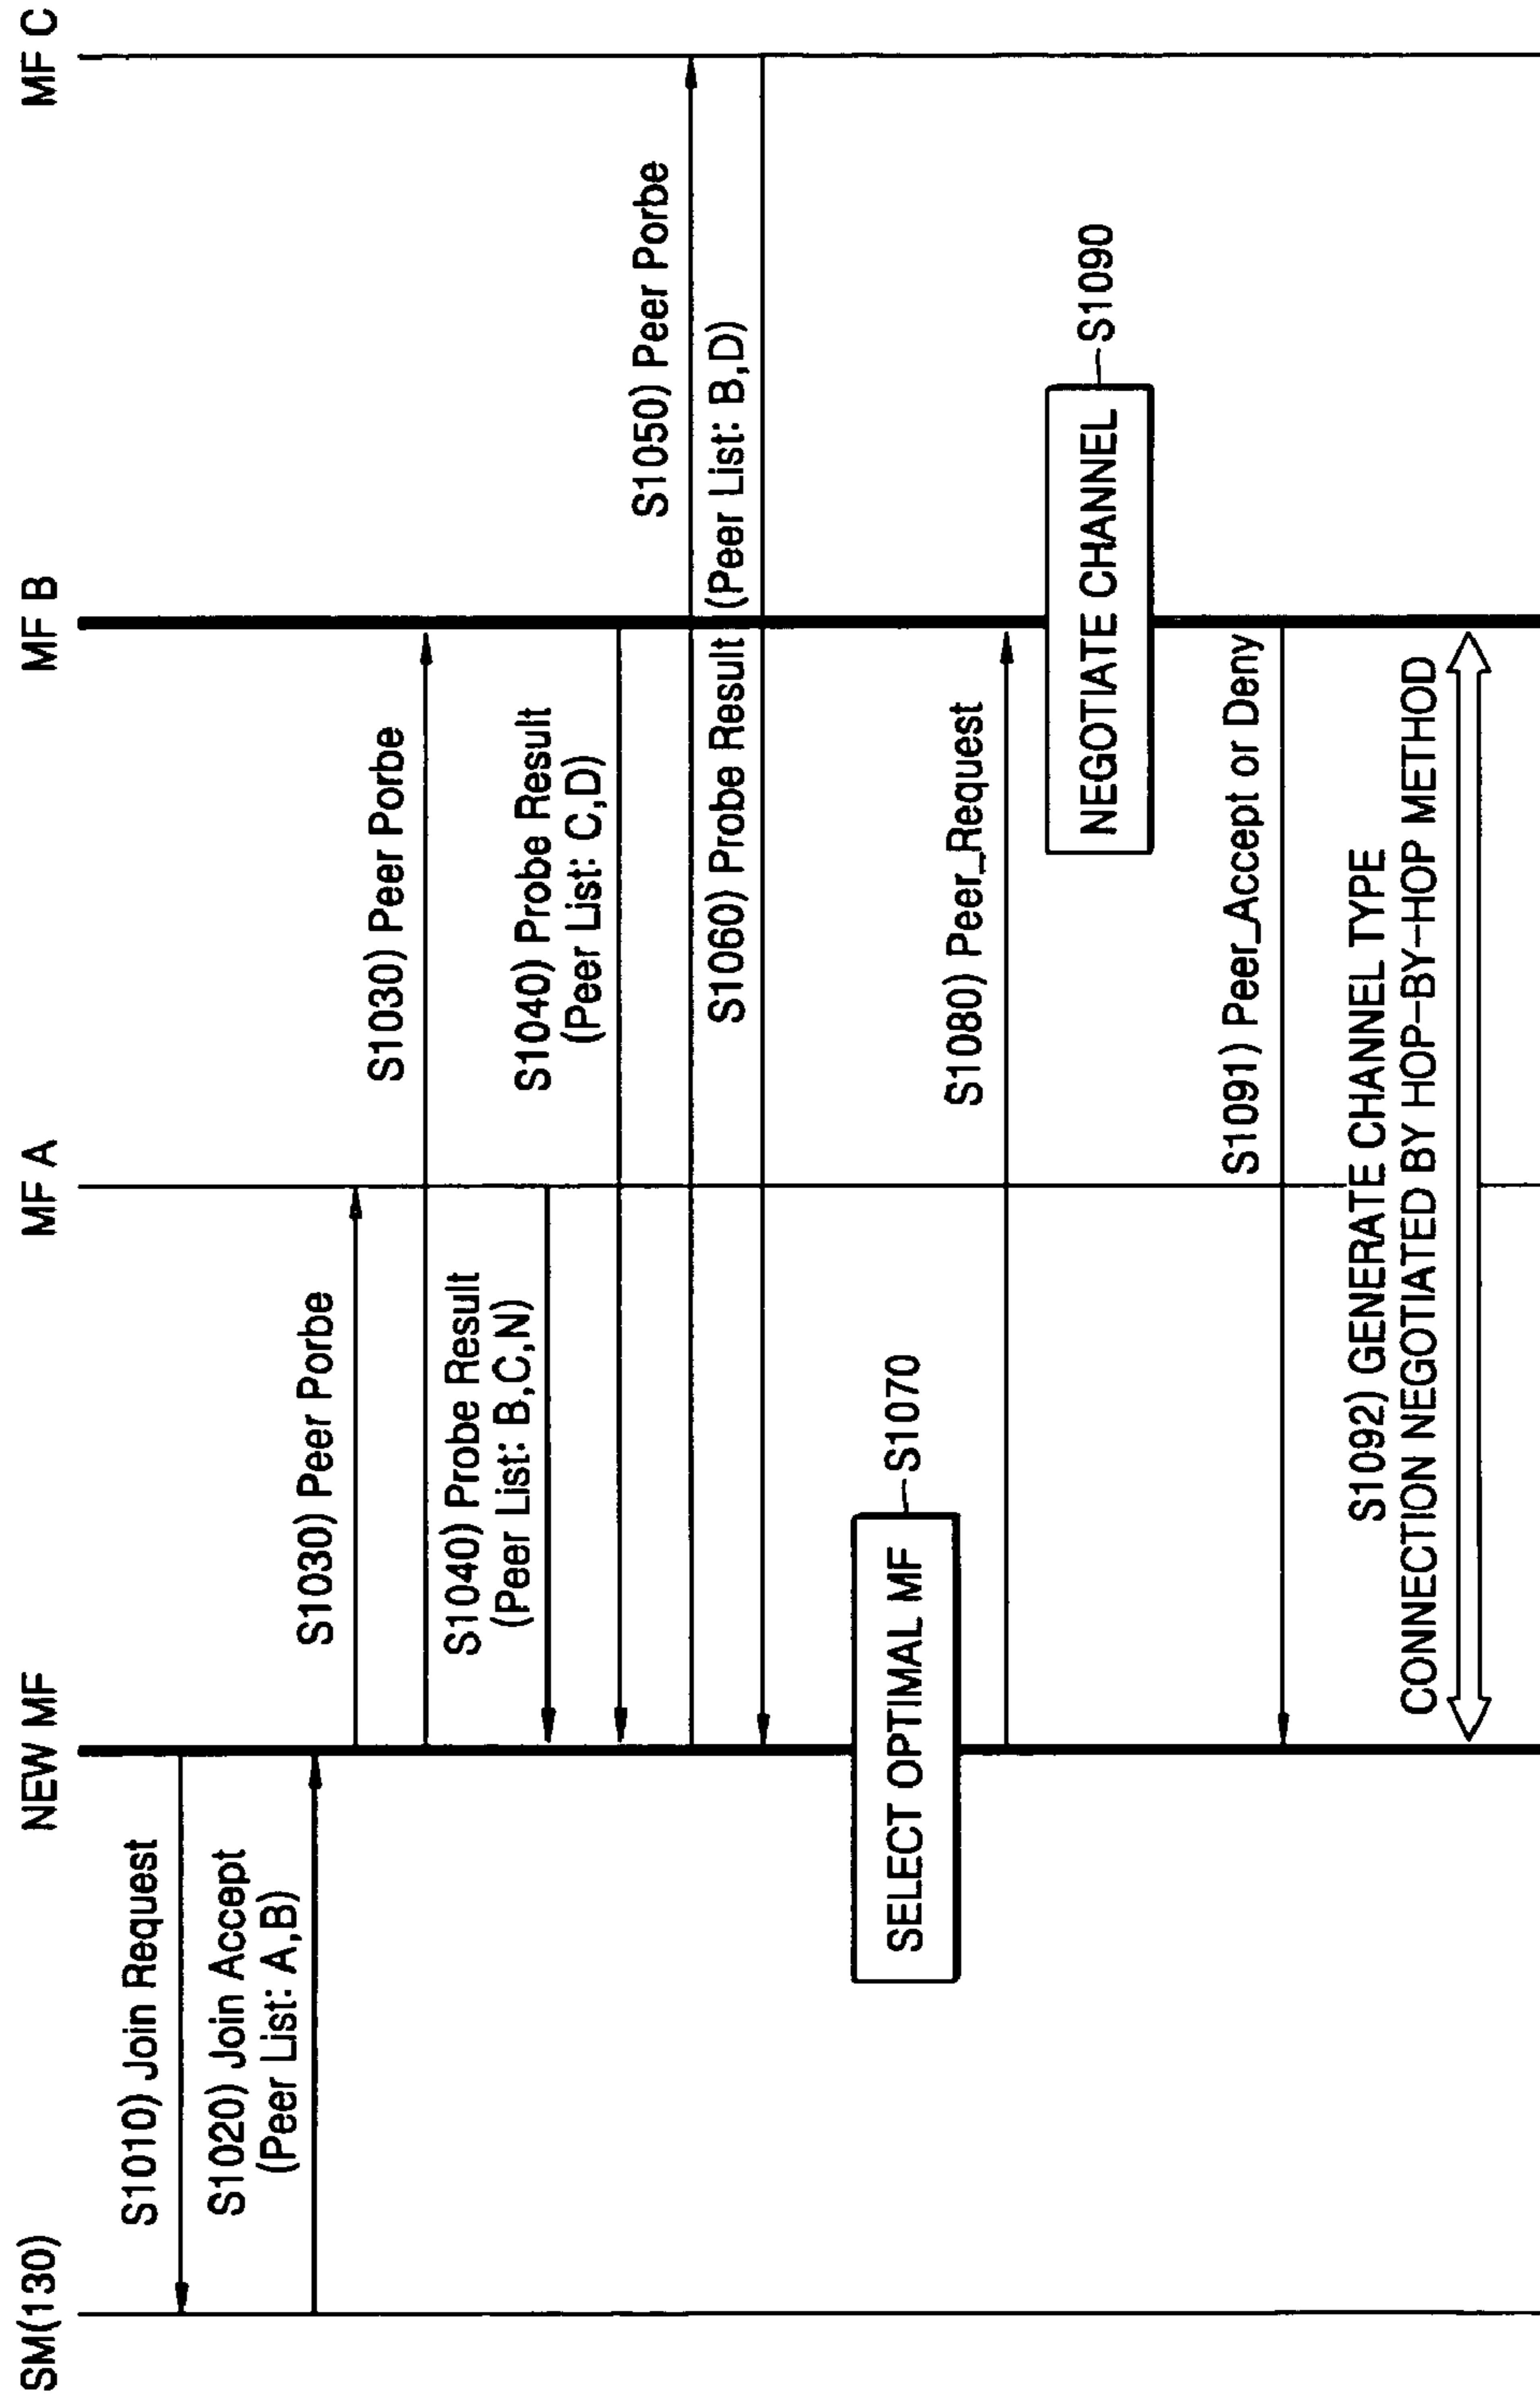 SM(130)
NEW MF
MF A
MF B
MF C
S1010) Join Request
S1020) Join Accept
(Peer List: A,B)
S1030) Peer Porbe
S1030) Peer Porbe
S1040) Probe Result
(Peer List: B,C,N)
S1040) Probe Result
(Peer List: C,D)
S1050) Peer Porbe
S1060) Probe Result (Peer List: B,D)
SELECT OPTIMAL MF
S1070
S1080) Peer_Request
NEGOTIATE CHANNEL
S1090
S1091) Peer_Accept or Deny
S1092) GENERATE CHANNEL TYPE
CONNECTION NEGOTIATED BY HOP-BY-HOP METHOD